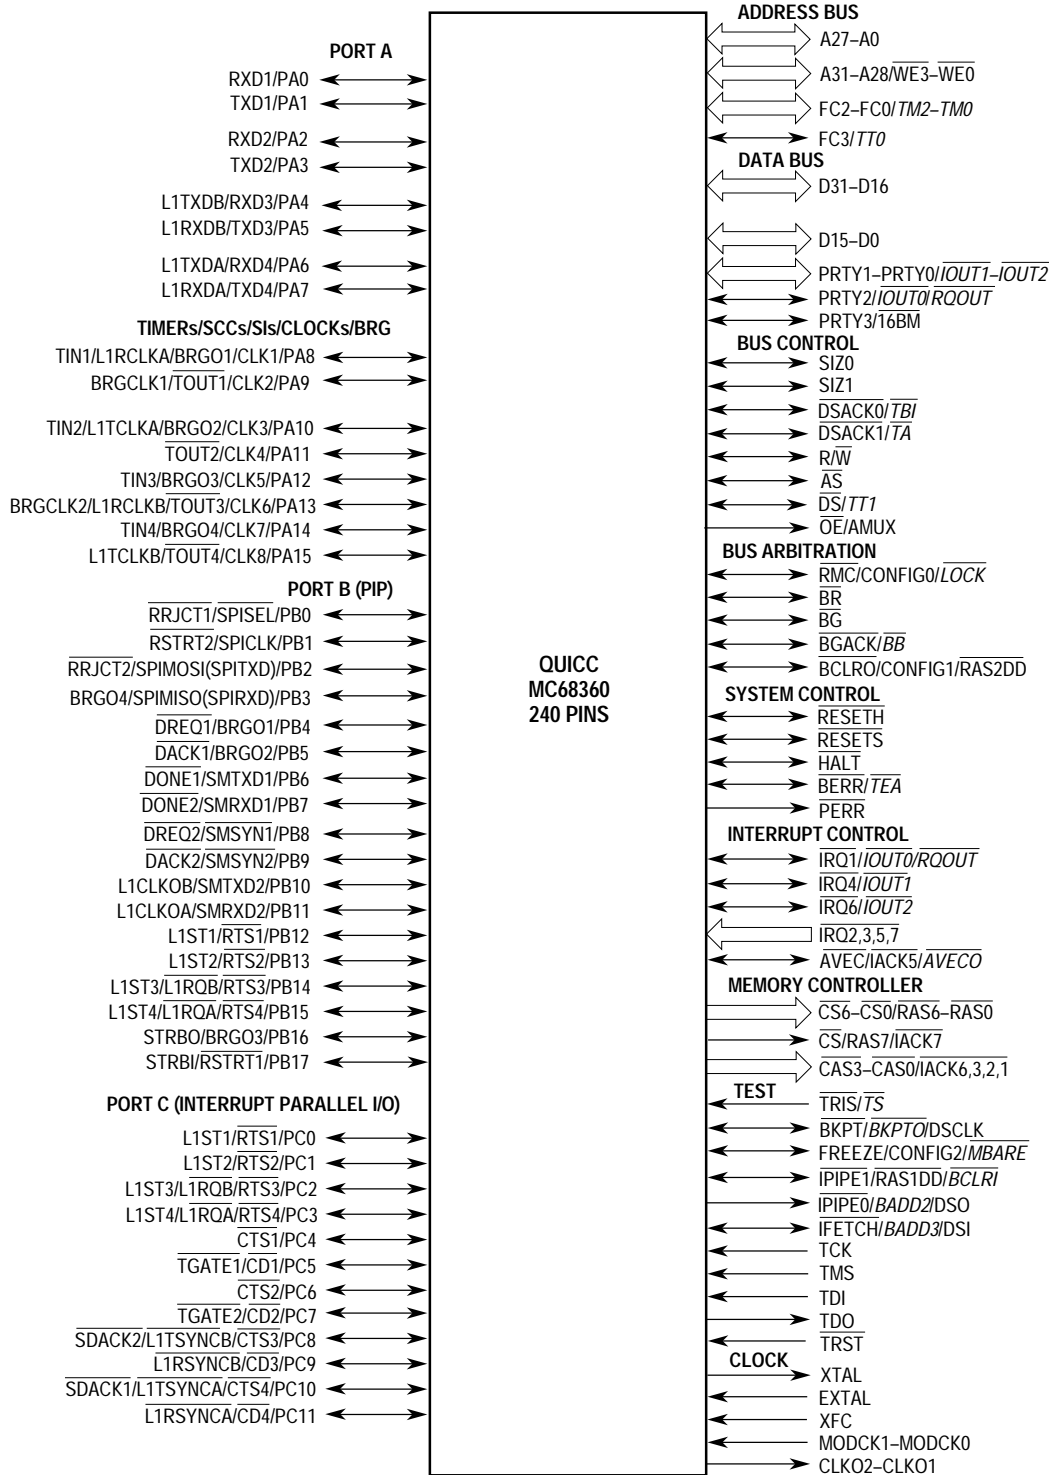 PORT A
RXD1/PA0
TXD1/PA1
RXD2/PA2
TXD2/PA3
L1TXDB/RXD3/PA4
L1RXDB/TXD3/PA5
L1TXDA/RXD4/PA6
L1RXDA/TXD4/PA7
TIMERs/SCCs/SIs/CLOCKs/BRG
TIN1/L1RCLKA/BRGO1/CLK1/PA8
BRGCLK1/TOUT1/CLK2/PA9
TIN2/L1TCLKA/BRGO2/CLK3/PA10
TOUT2/CLK4/PA11
TIN3/BRGO3/CLK5/PA12
BRGCLK2/L1RCLKB/TOUT3/CLK6/PA13
TIN4/BRGO4/CLK7/PA14
L1TCLKB/TOUT4/CLK8/PA15
PORT B (PIP)
RRJCT1/SPISEL/PB0
RSTRT2/SPICLK/PB1
RRJCT2/SPIMOSI(SPITXD)/PB2
BRGO4/SPIMISO(SPIRXD)/PB3
DREQ1/BRGO1/PB4
DACK1/BRGO2/PB5
DONE1/SMTXD1/PB6
DONE2/SMRXD1/PB7
DREQ2/SMSYN1/PB8
DACK2/SMSYN2/PB9
L1CLKOB/SMTXD2/PB10
L1CLKOA/SMRXD2/PB11
L1ST1/RTS1/PB12
L1ST2/RTS2/PB13
L1ST3/L1RQB/RTS3/PB14
L1ST4/L1RQA/RTS4/PB15
STRBO/BRGO3/PB16
STRBI/RSTRT1/PB17
PORT C (INTERRUPT PARALLEL I/O)
L1ST1/RTS1/PC0
L1ST2/RTS2/PC1
L1ST3/L1RQB/RTS3/PC2
L1ST4/L1RQA/RTS4/PC3
CTS1/PC4
TGATE1/CD1/PC5
CTS2/PC6
TGATE2/CD2/PC7
SDACK2/L1TSYNCB/CTS3/PC8
L1RSYNCB/CD3/PC9
SDACK1/L1TSYNCA/CTS4/PC10
L1RSYNCA/CD4/PC11
QUICC
MC68360
240 PINS
ADDRESS BUS
A27–A0
A31–A28/WE3–WE0
FC2–FC0/TM2–TM0
FC3/TT0
DATA BUS
D31–D16
D15–D0
PRTY1–PRTY0/IOUT1–IOUT2
PRTY2/IOUT0/RQOUT
PRTY3/16BM
BUS CONTROL
SIZ0
SIZ1
DSACK0/TBI
DSACK1/TA
R/W
AS
DS/TT1
OE/AMUX
BUS ARBITRATION
RMC/CONFIG0/LOCK
BR
BG
BGACK/BB
BCLRO/CONFIG1/RAS2DD
SYSTEM CONTROL
RESETH
RESETS
HALT
BERR/TEA
PERR
INTERRUPT CONTROL
IRQ1/IOUT0/RQOUT
IRQ4/IOUT1
IRQ6/IOUT2
IRQ2,3,5,7
AVEC/IACK5/AVECO
MEMORY CONTROLLER
CS6–CS0/RAS6–RAS0
CS/RAS7/IACK7
CAS3–CAS0/IACK6,3,2,1
TEST
TRIS/TS
BKPT/BKPTO/DSCLK
FREEZE/CONFIG2/MBARE
IPIPE1/RAS1DD/BCLRI
IPIPE0/BADD2/DSO
IFETCH/BADD3/DSI
TCK
TMS
TDI
TDO
TRST
CLOCK
XTAL
EXTAL
XFC
MODCK1–MODCK0
CLKO2–CLKO1